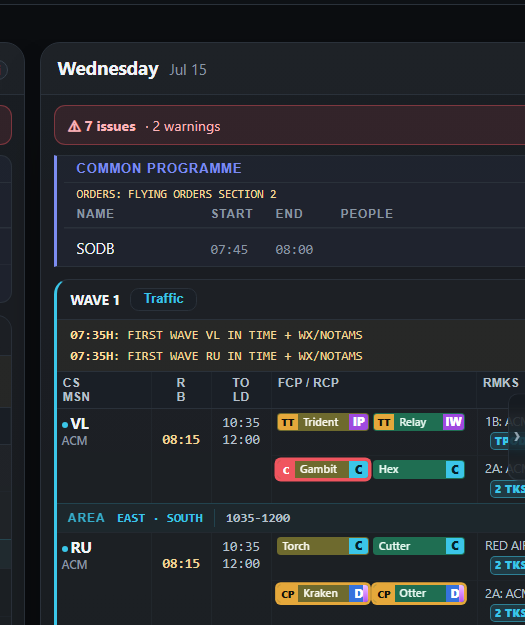 Wednesday Jul 15
⚠ 7 issues · 2 warnings
COMMON PROGRAMME
ORDERS: FLYING ORDERS SECTION 2
NAME START END PEOPLE
SODB 07:45 08:00
WAVE 1 Traffic
07:35H: FIRST WAVE VL IN TIME + WX/NOTAMS
07:35H: FIRST WAVE RU IN TIME + WX/NOTAMS
CS R TO FCP / RCP RMKS
MSN B LD
VL 10:35 TT Trident IP TT Relay IW 1B:
ACM 08:15 12:00
C Gambit C Hex C 2A:
2 TKS
AREA EAST · SOUTH 1035-1200
RU 10:35 Torch C Cutter C RED AIR
ACM 08:15 12:00 2 TKS
CP Kraken D CP Otter D 2A: ACM
2 TKS